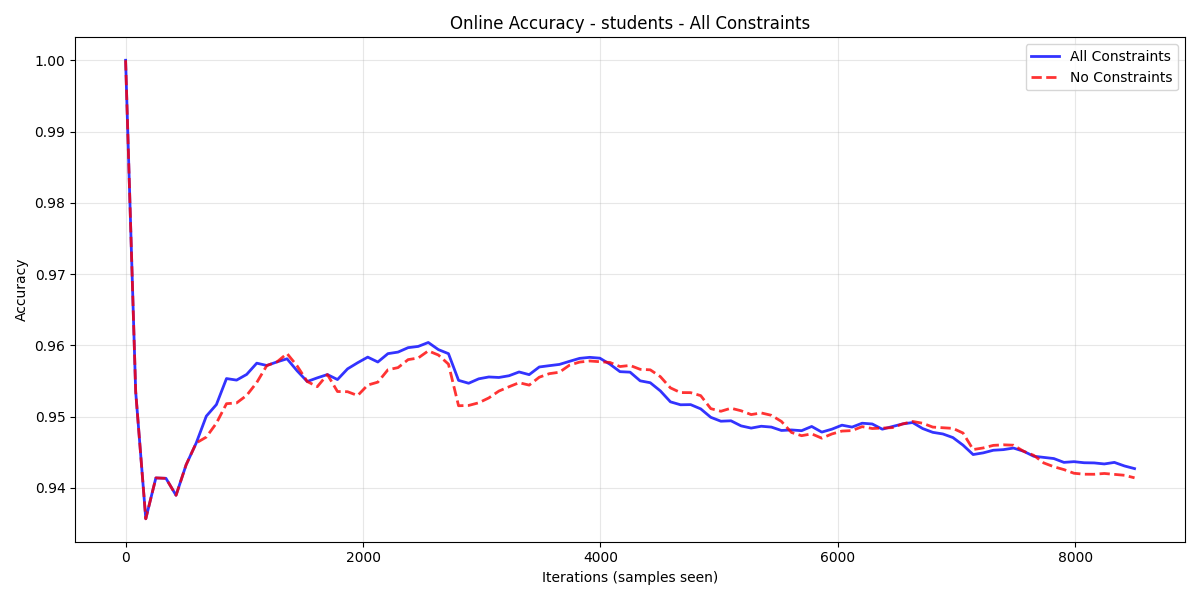 Online Accuracy - students - All Constraints
All Constraints
No Constraints
Accuracy
1.00
0.99
0.98
0.97
0.96
0.95
0.94
0
2000
4000
6000
8000
Iterations (samples seen)